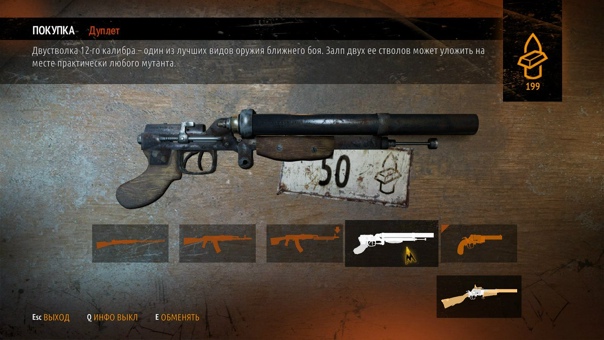 ПОКУПКА Дуплет
Двустволка 12-го калибра – один из лучших видов оружия ближнего боя. Залп двух ее стволов может уложить на
месте практически любого мутанта.
199
50
Esc ВЫХОД Q ИНФО ВЫКЛ E ОБМЕНЯТЬ